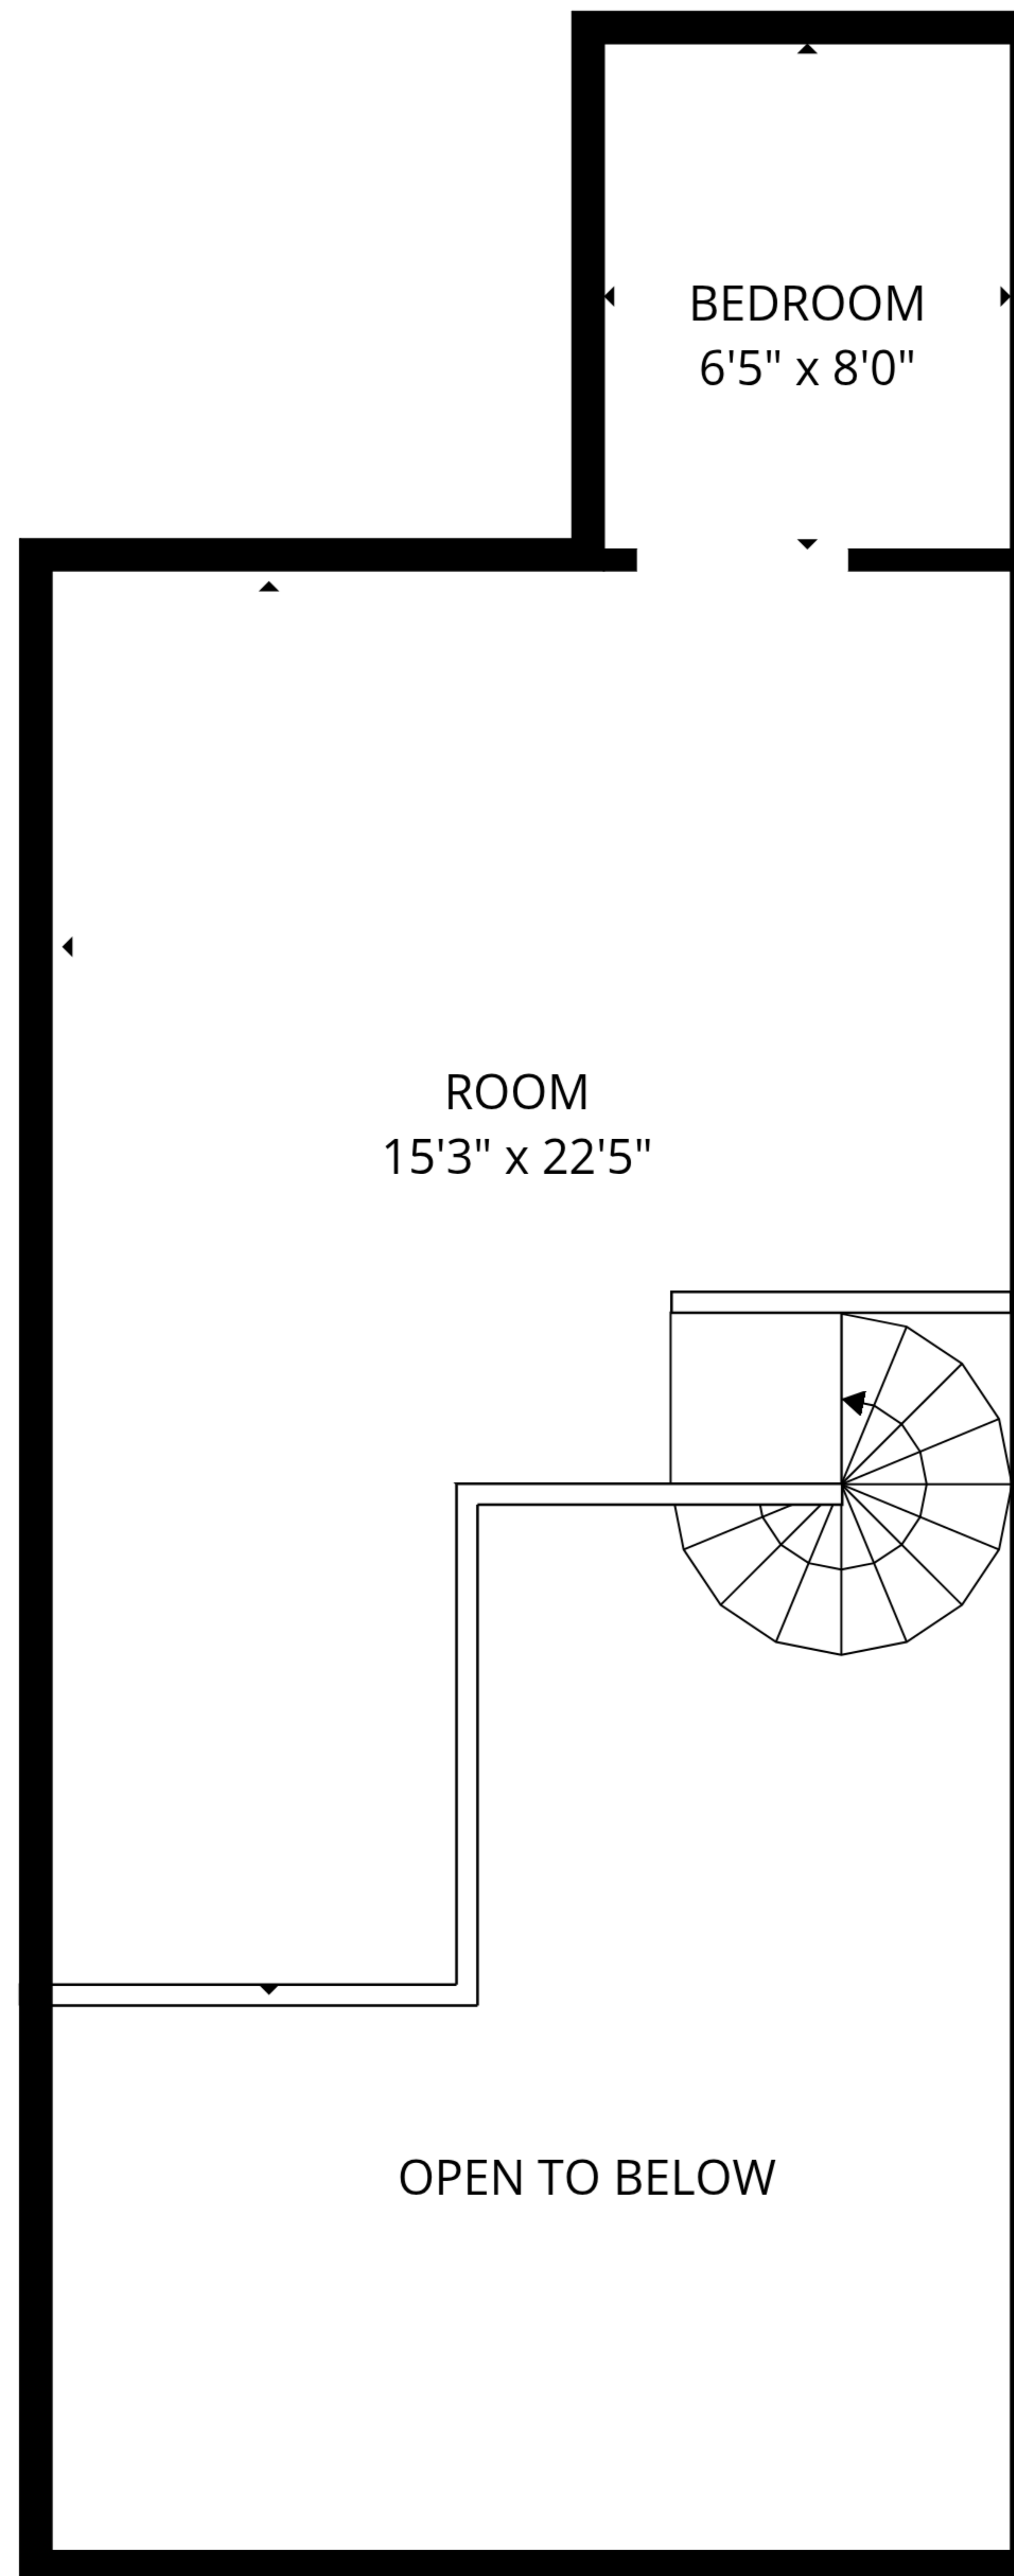 BEDROOM
6'5" x 8'0"
ROOM
15'3" x 22'5"
OPEN TO BELOW